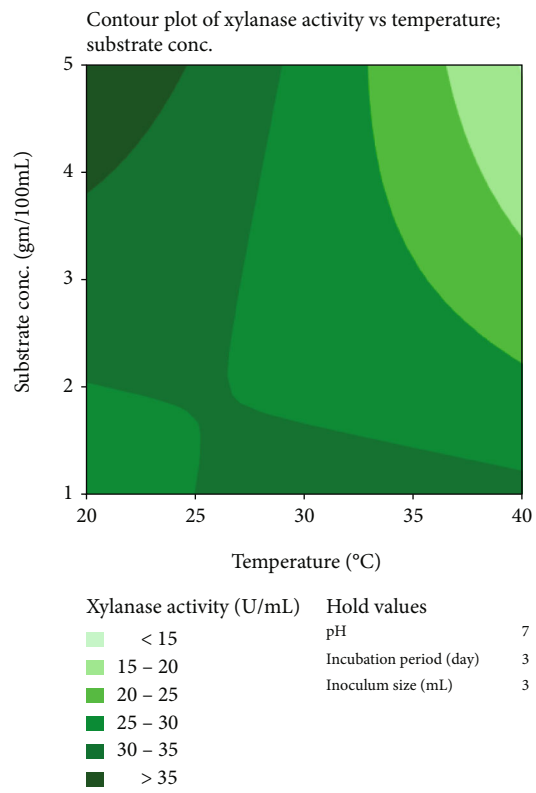 Contour plot of xylanase activity vs temperature;
substrate conc.
5
4
3
2
1
Substrate conc. (gm/100mL)
20 25 30 35 40
Temperature (°C)
Xylanase activity (U/mL)
< 15
15 – 20
20 – 25
25 – 30
30 – 35
> 35
Hold values
pH 7
Incubation period (day) 3
Inoculum size (mL) 3